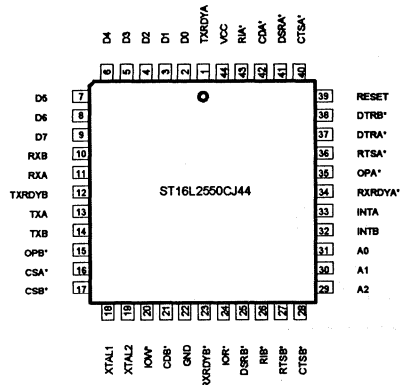 D4 D3 D2 D1 D0 TXRDYA VCC RIA* CDA* DSRA* CTSA*
6 5 4 3 2 1 44 43 42 41 40
D5 7 39 RESET
D6 8 38 DTRB*
D7 9 37 DTRA*
RXB 10 36 RTSA*
RXA 11 35 OPA*
TXRDYB 12 ST16L2550CJ44 34 RXRDYA*
TXA 13 33 INTA
TXB 14 32 INTB
OPB* 15 31 A0
CSA* 16 30 A1
CSB* 17 29 A2
18 19 20 21 22 23 24 25 26 27 28
XTAL1 XTAL2 IOW* CDB* GND RXRDYB* IOR* DSRB* RIB* RTSB* CTSB*